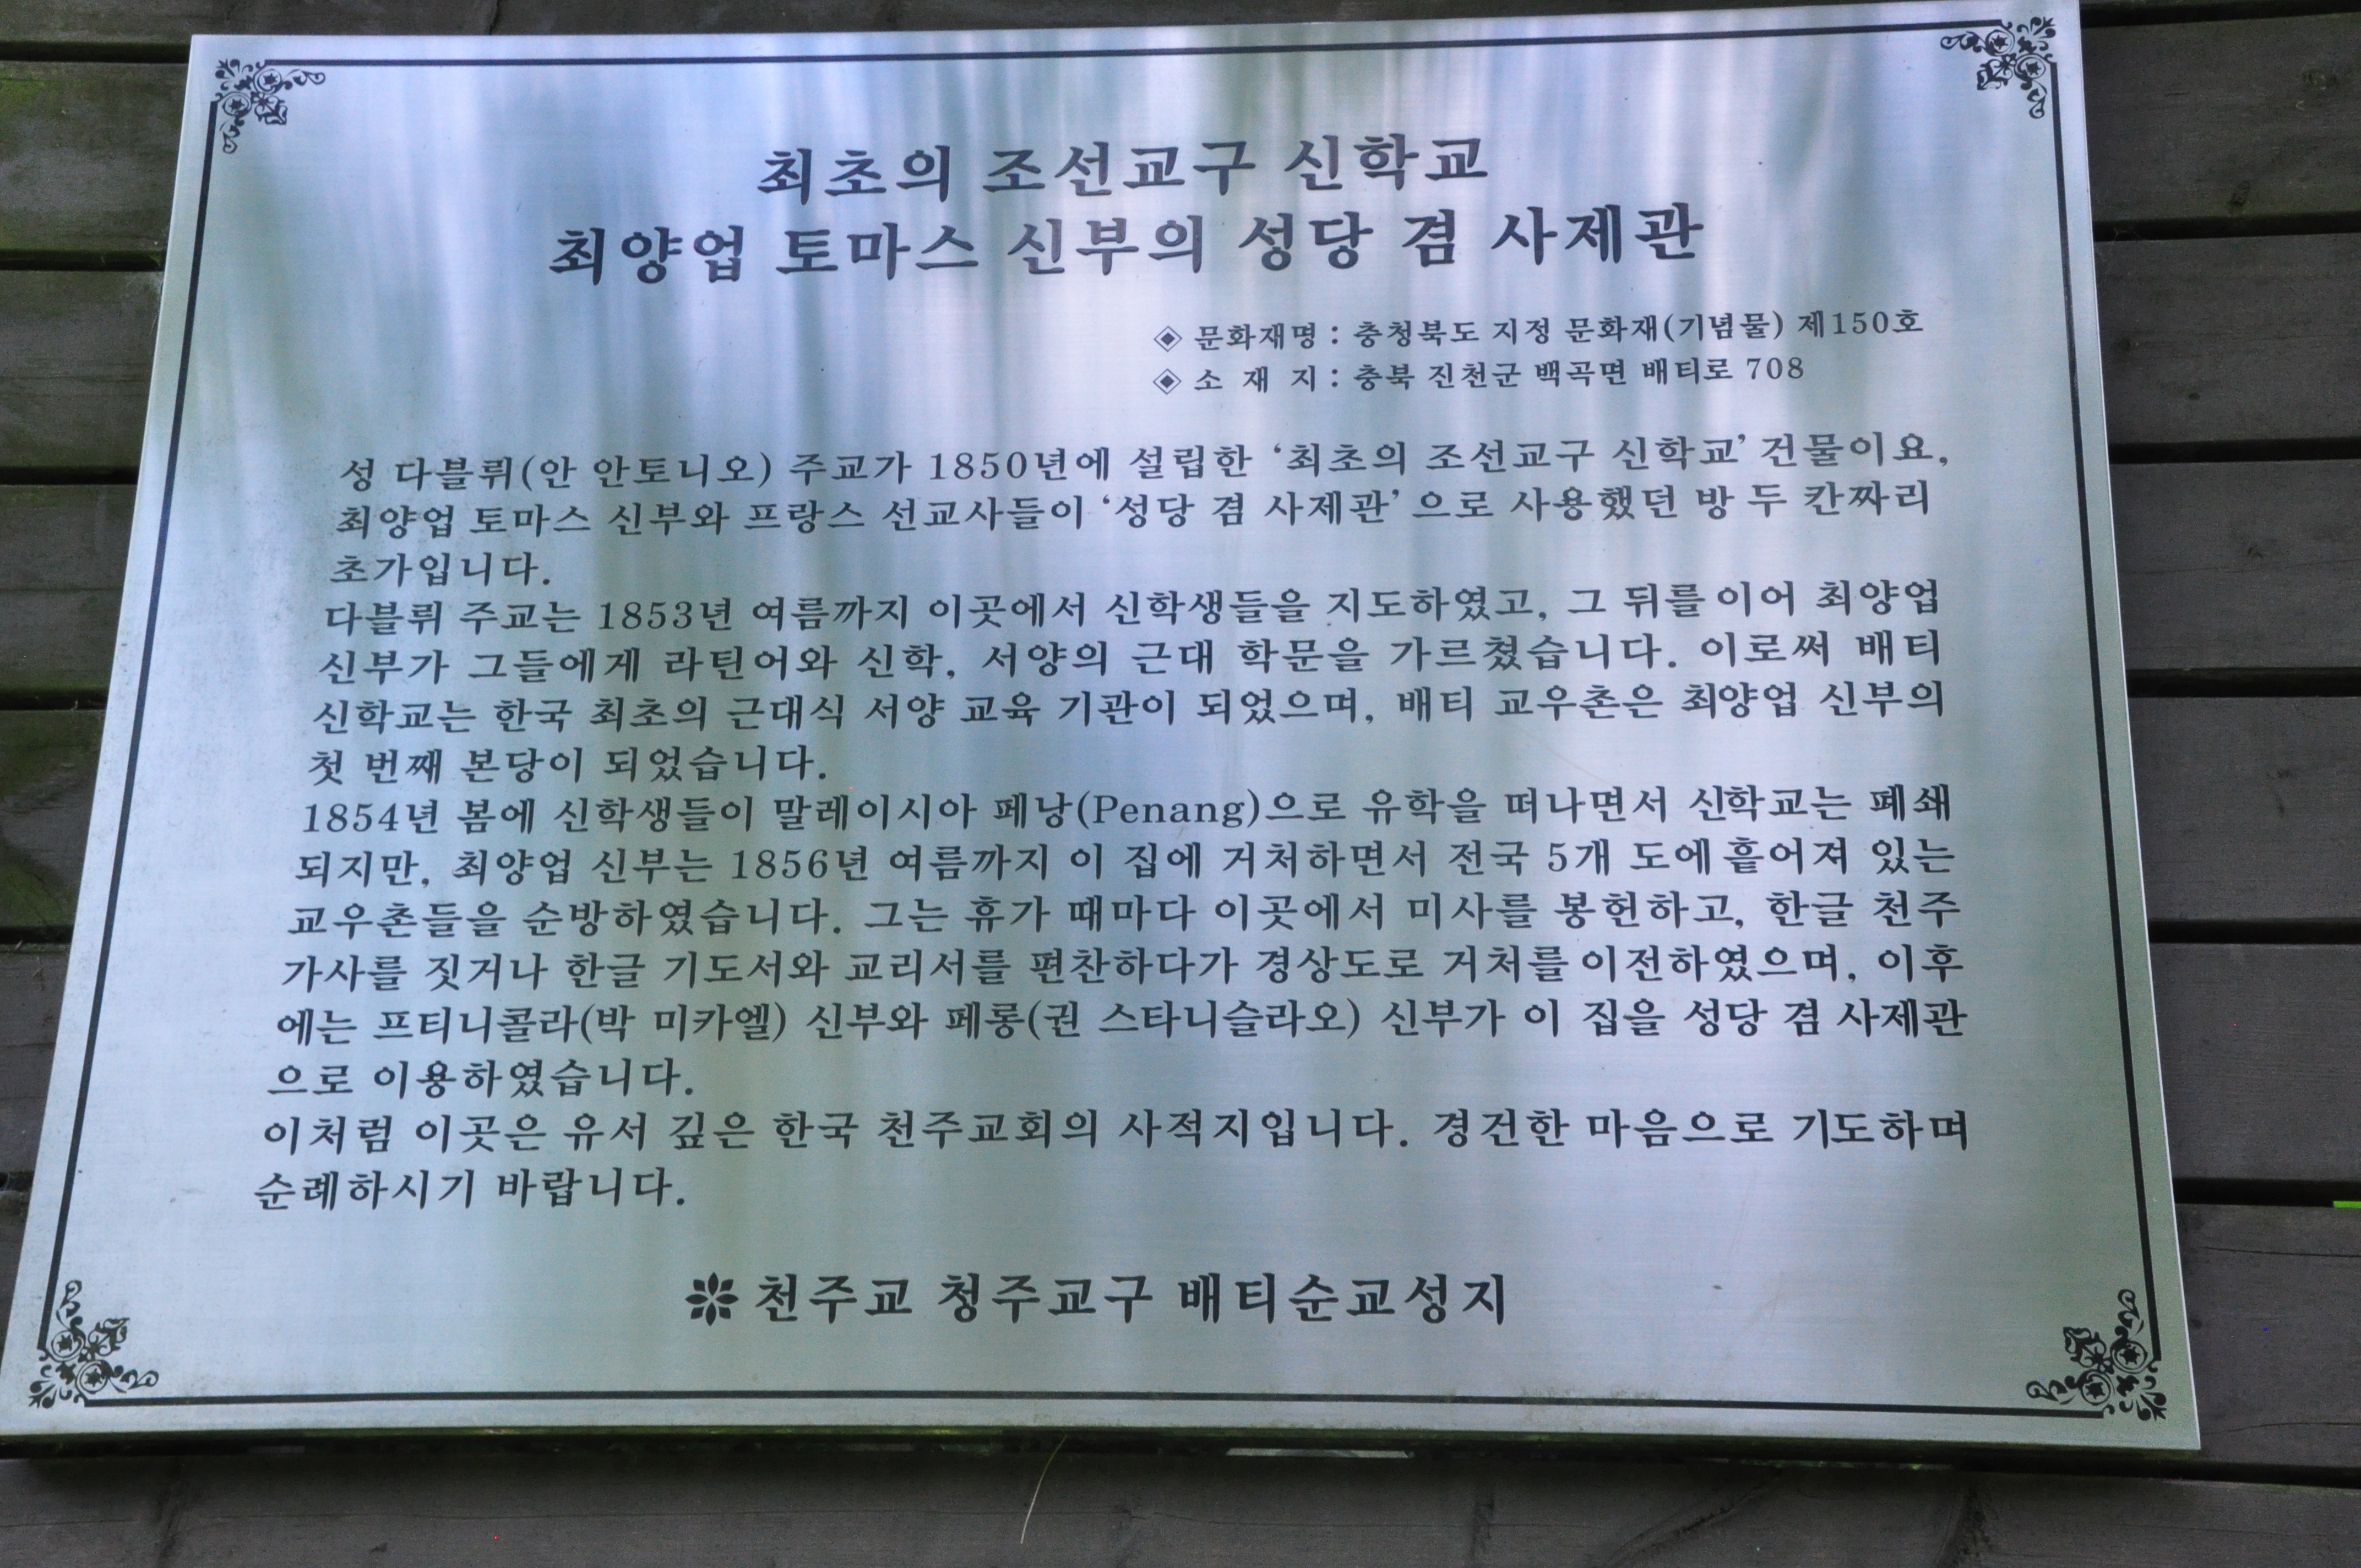 최초의 조선교구 신학교
최양업 토마스 신부의 성당 겸 사제관
◈ 문화재명 : 충청북도 지정 문화재(기념물) 제150호
◈ 소 재 지 : 충북 진천군 백곡면 배티로 708
성 다블뤼(안 안토니오) 주교가 1850년에 설립한 ‘최초의 조선교구 신학교’ 건물이요,
최양업 토마스 신부와 프랑스 선교사들이 ‘성당 겸 사제관’ 으로 사용했던 방 두 칸짜리
초가입니다.
다블뤼 주교는 1853년 여름까지 이곳에서 신학생들을 지도하였고, 그 뒤를 이어 최양업
신부가 그들에게 라틴어와 신학, 서양의 근대 학문을 가르쳤습니다. 이로써 배티
신학교는 한국 최초의 근대식 서양 교육 기관이 되었으며, 배티 교우촌은 최양업 신부의
첫 번째 본당이 되었습니다.
1854년 봄에 신학생들이 말레이시아 페낭(Penang)으로 유학을 떠나면서 신학교는 폐쇄
되지만, 최양업 신부는 1856년 여름까지 이 집에 거처하면서 전국 5개 도에 흩어져 있는
교우촌들을 순방하였습니다. 그는 휴가 때마다 이곳에서 미사를 봉헌하고, 한글 천주
가사를 짓거나 한글 기도서와 교리서를 편찬하다가 경상도로 거처를 이전하였으며, 이후
에는 프티니콜라(박 미카엘) 신부와 페롱(권 스타니슬라오) 신부가 이 집을 성당 겸 사제관
으로 이용하였습니다.
이처럼 이곳은 유서 깊은 한국 천주교회의 사적지입니다. 경건한 마음으로 기도하며
순례하시기 바랍니다.
천주교 청주교구 배티순교성지